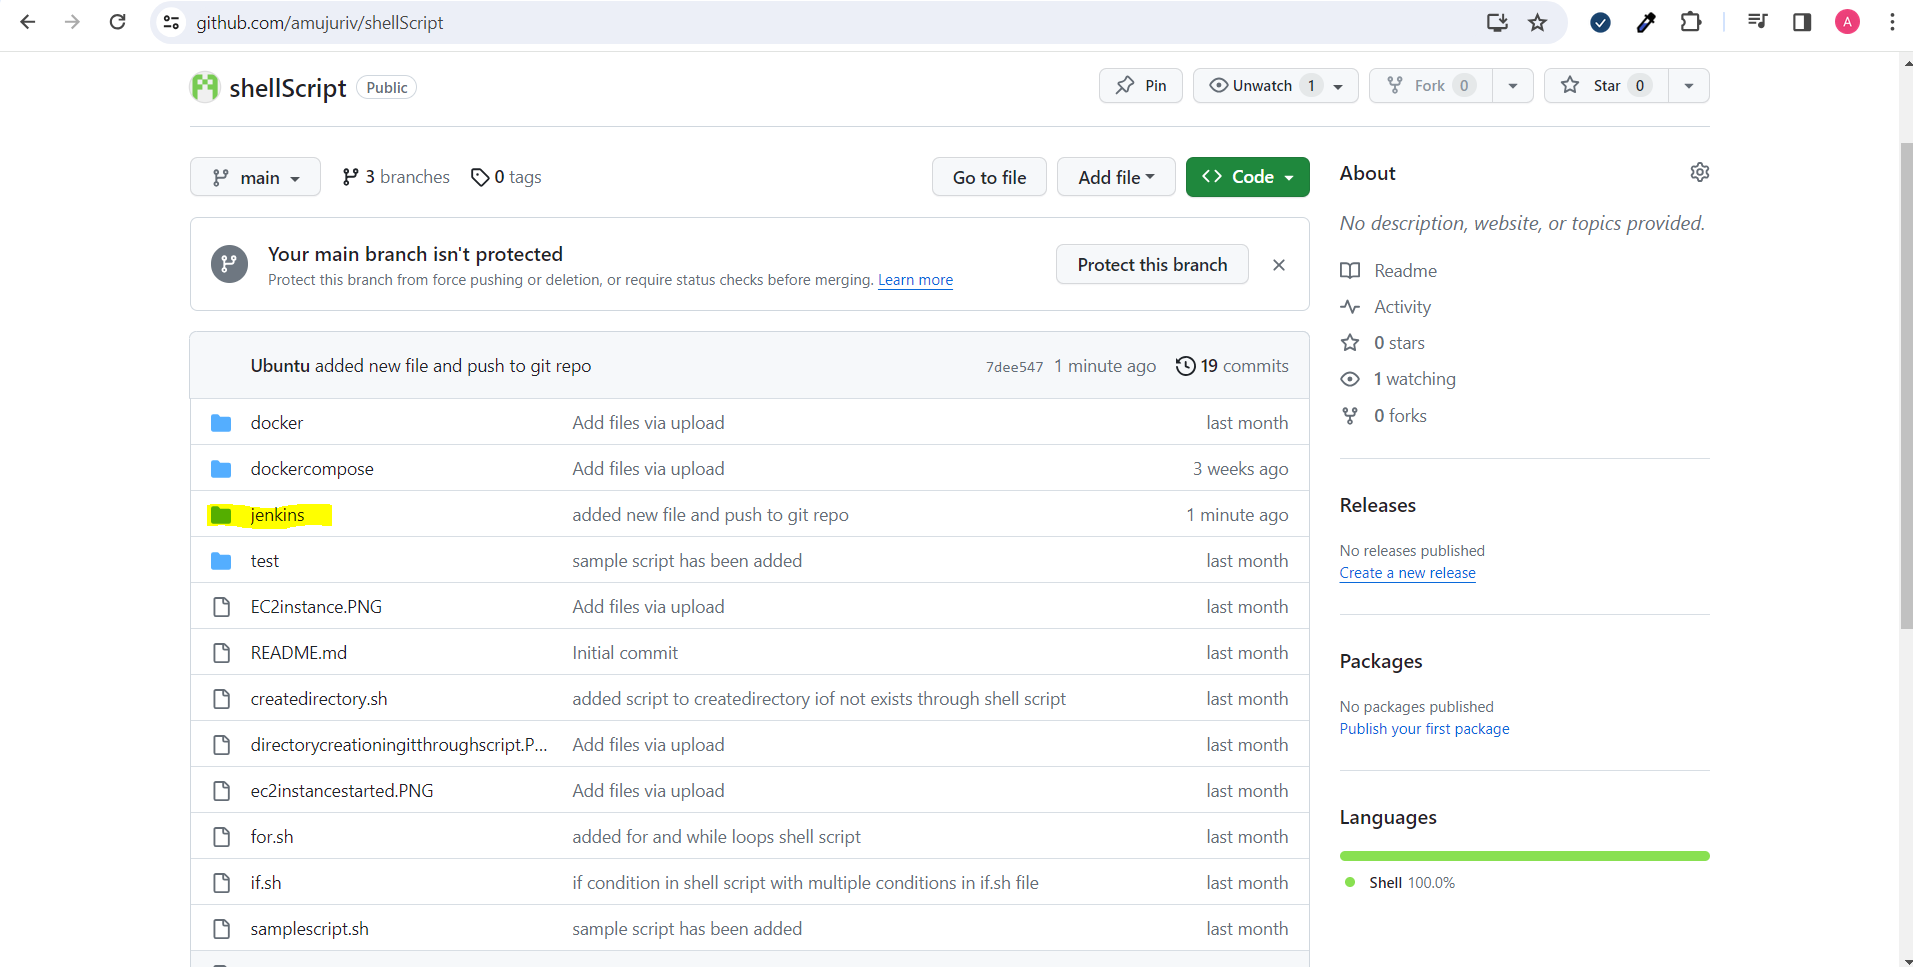 github.com/amujuriv/shellScript
A
shellScript Public
Pin
Unwatch 1
Fork 0
Star 0
main
3 branches
0 tags
Go to file
Add file
<> Code
About
No description, website, or topics provided.
Your main branch isn't protected
Protect this branch from force pushing or deletion, or require status checks before merging. Learn more
Protect this branch
Readme
Activity
0 stars
1 watching
0 forks
Ubuntu added new file and push to git repo 7dee547 1 minute ago 19 commits
docker Add files via upload last month
dockercompose Add files via upload 3 weeks ago
jenkins added new file and push to git repo 1 minute ago
test sample script has been added last month
EC2instance.PNG Add files via upload last month
README.md Initial commit last month
createdirectory.sh added script to createdirectory iof not exists through shell script last month
directorycreationingitthroughscript.P... Add files via upload last month
ec2instancestarted.PNG Add files via upload last month
for.sh added for and while loops shell script last month
if.sh if condition in shell script with multiple conditions in if.sh file last month
samplescript.sh sample script has been added last month
Releases
No releases published
Create a new release
Packages
No packages published
Publish your first package
Languages
Shell 100.0%